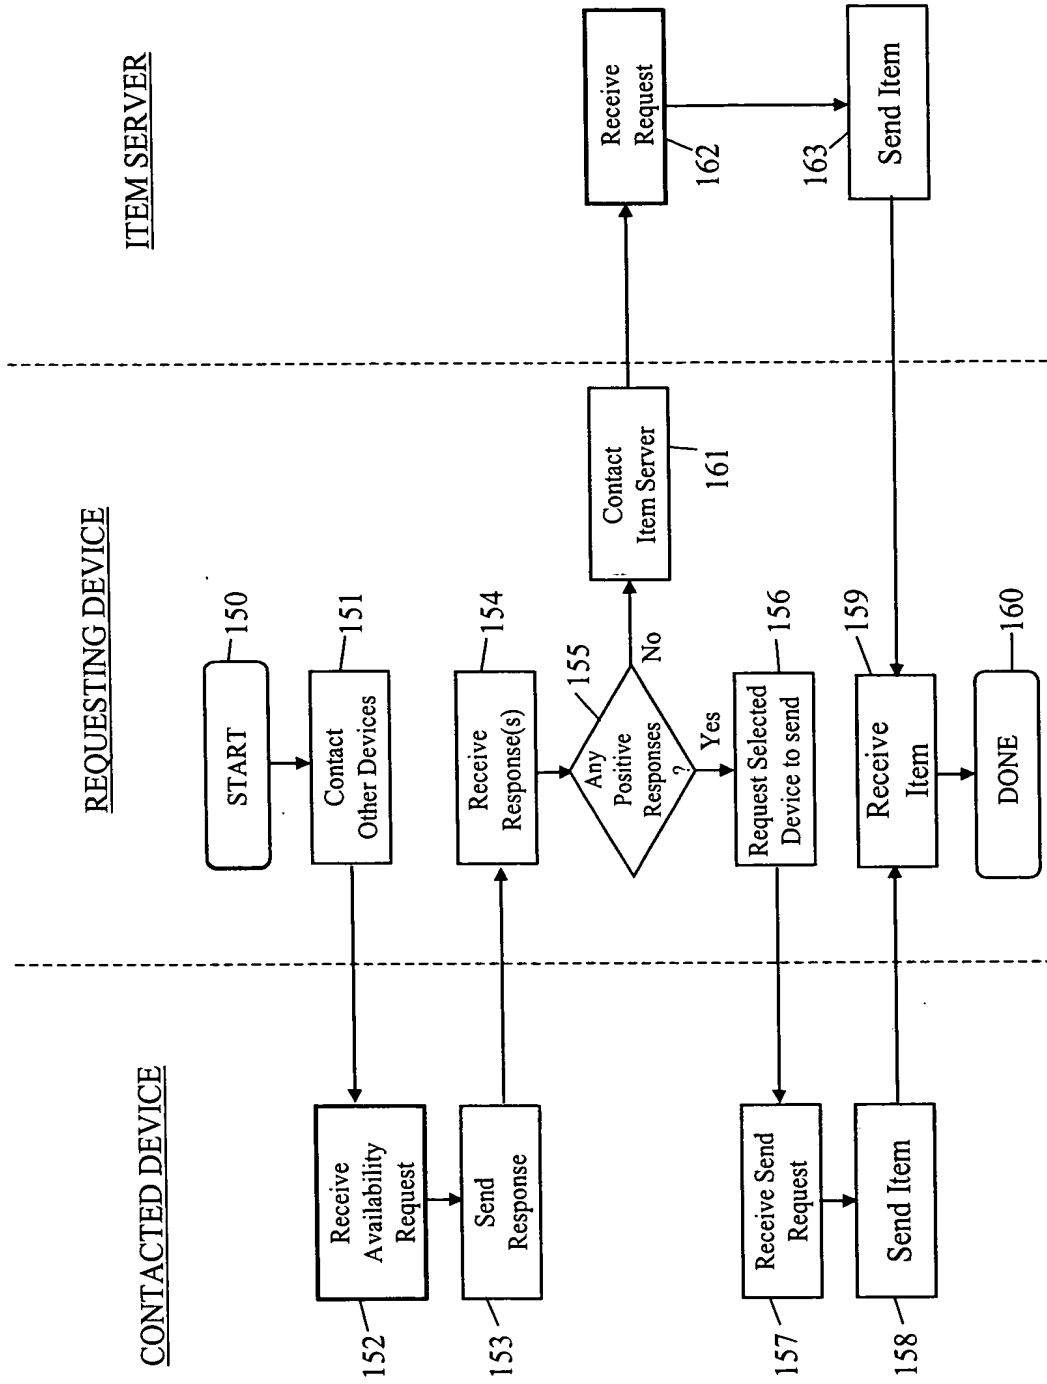 CONTACTED DEVICE
REQUESTING DEVICE
ITEM SERVER
START
150
Contact
Other Devices
151
Receive
Availability
Request
152
Send
Response
153
Receive
Response(s)
154
Any
Positive
Responses
?
155
No
Yes
Contact
Item Server
161
Receive
Request
162
Request Selected
Device to send
156
Receive Send
Request
157
Send Item
158
Receive
Item
159
Send Item
163
DONE
160